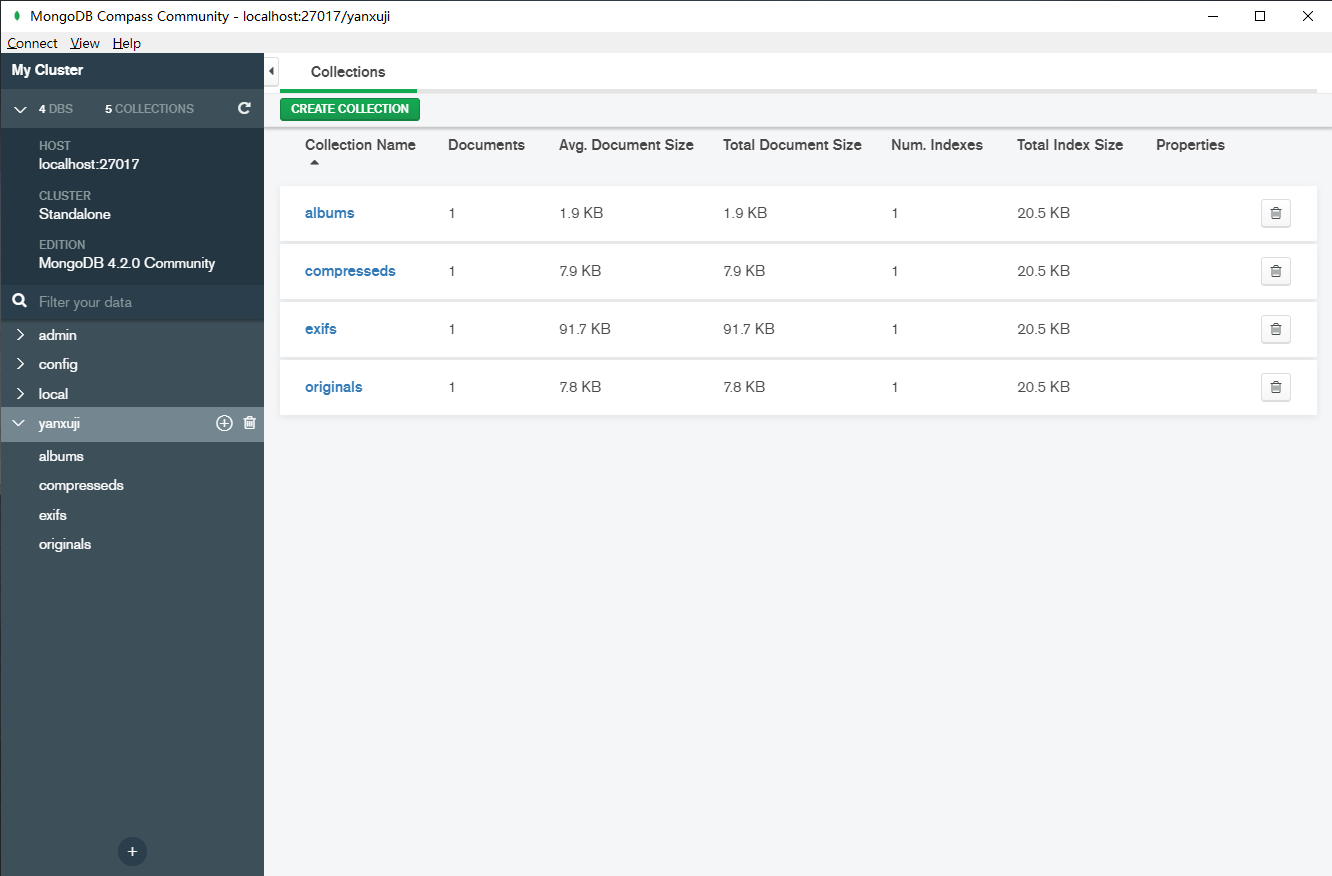 MongoDB Compass Community - localhost:27017/yanxuji
Connect View Help
My Cluster
4 DBS 5 COLLECTIONS
HOST
localhost:27017
CLUSTER
Standalone
EDITION
MongoDB 4.2.0 Community
Filter your data
admin
config
local
yanxuji
albums
compresseds
exifs
originals
Collections
CREATE COLLECTION
Collection Name Documents Avg. Document Size Total Document Size Num. Indexes Total Index Size Properties
albums 1 1.9 KB 1.9 KB 1 20.5 KB
compresseds 1 7.9 KB 7.9 KB 1 20.5 KB
exifs 1 91.7 KB 91.7 KB 1 20.5 KB
originals 1 7.8 KB 7.8 KB 1 20.5 KB